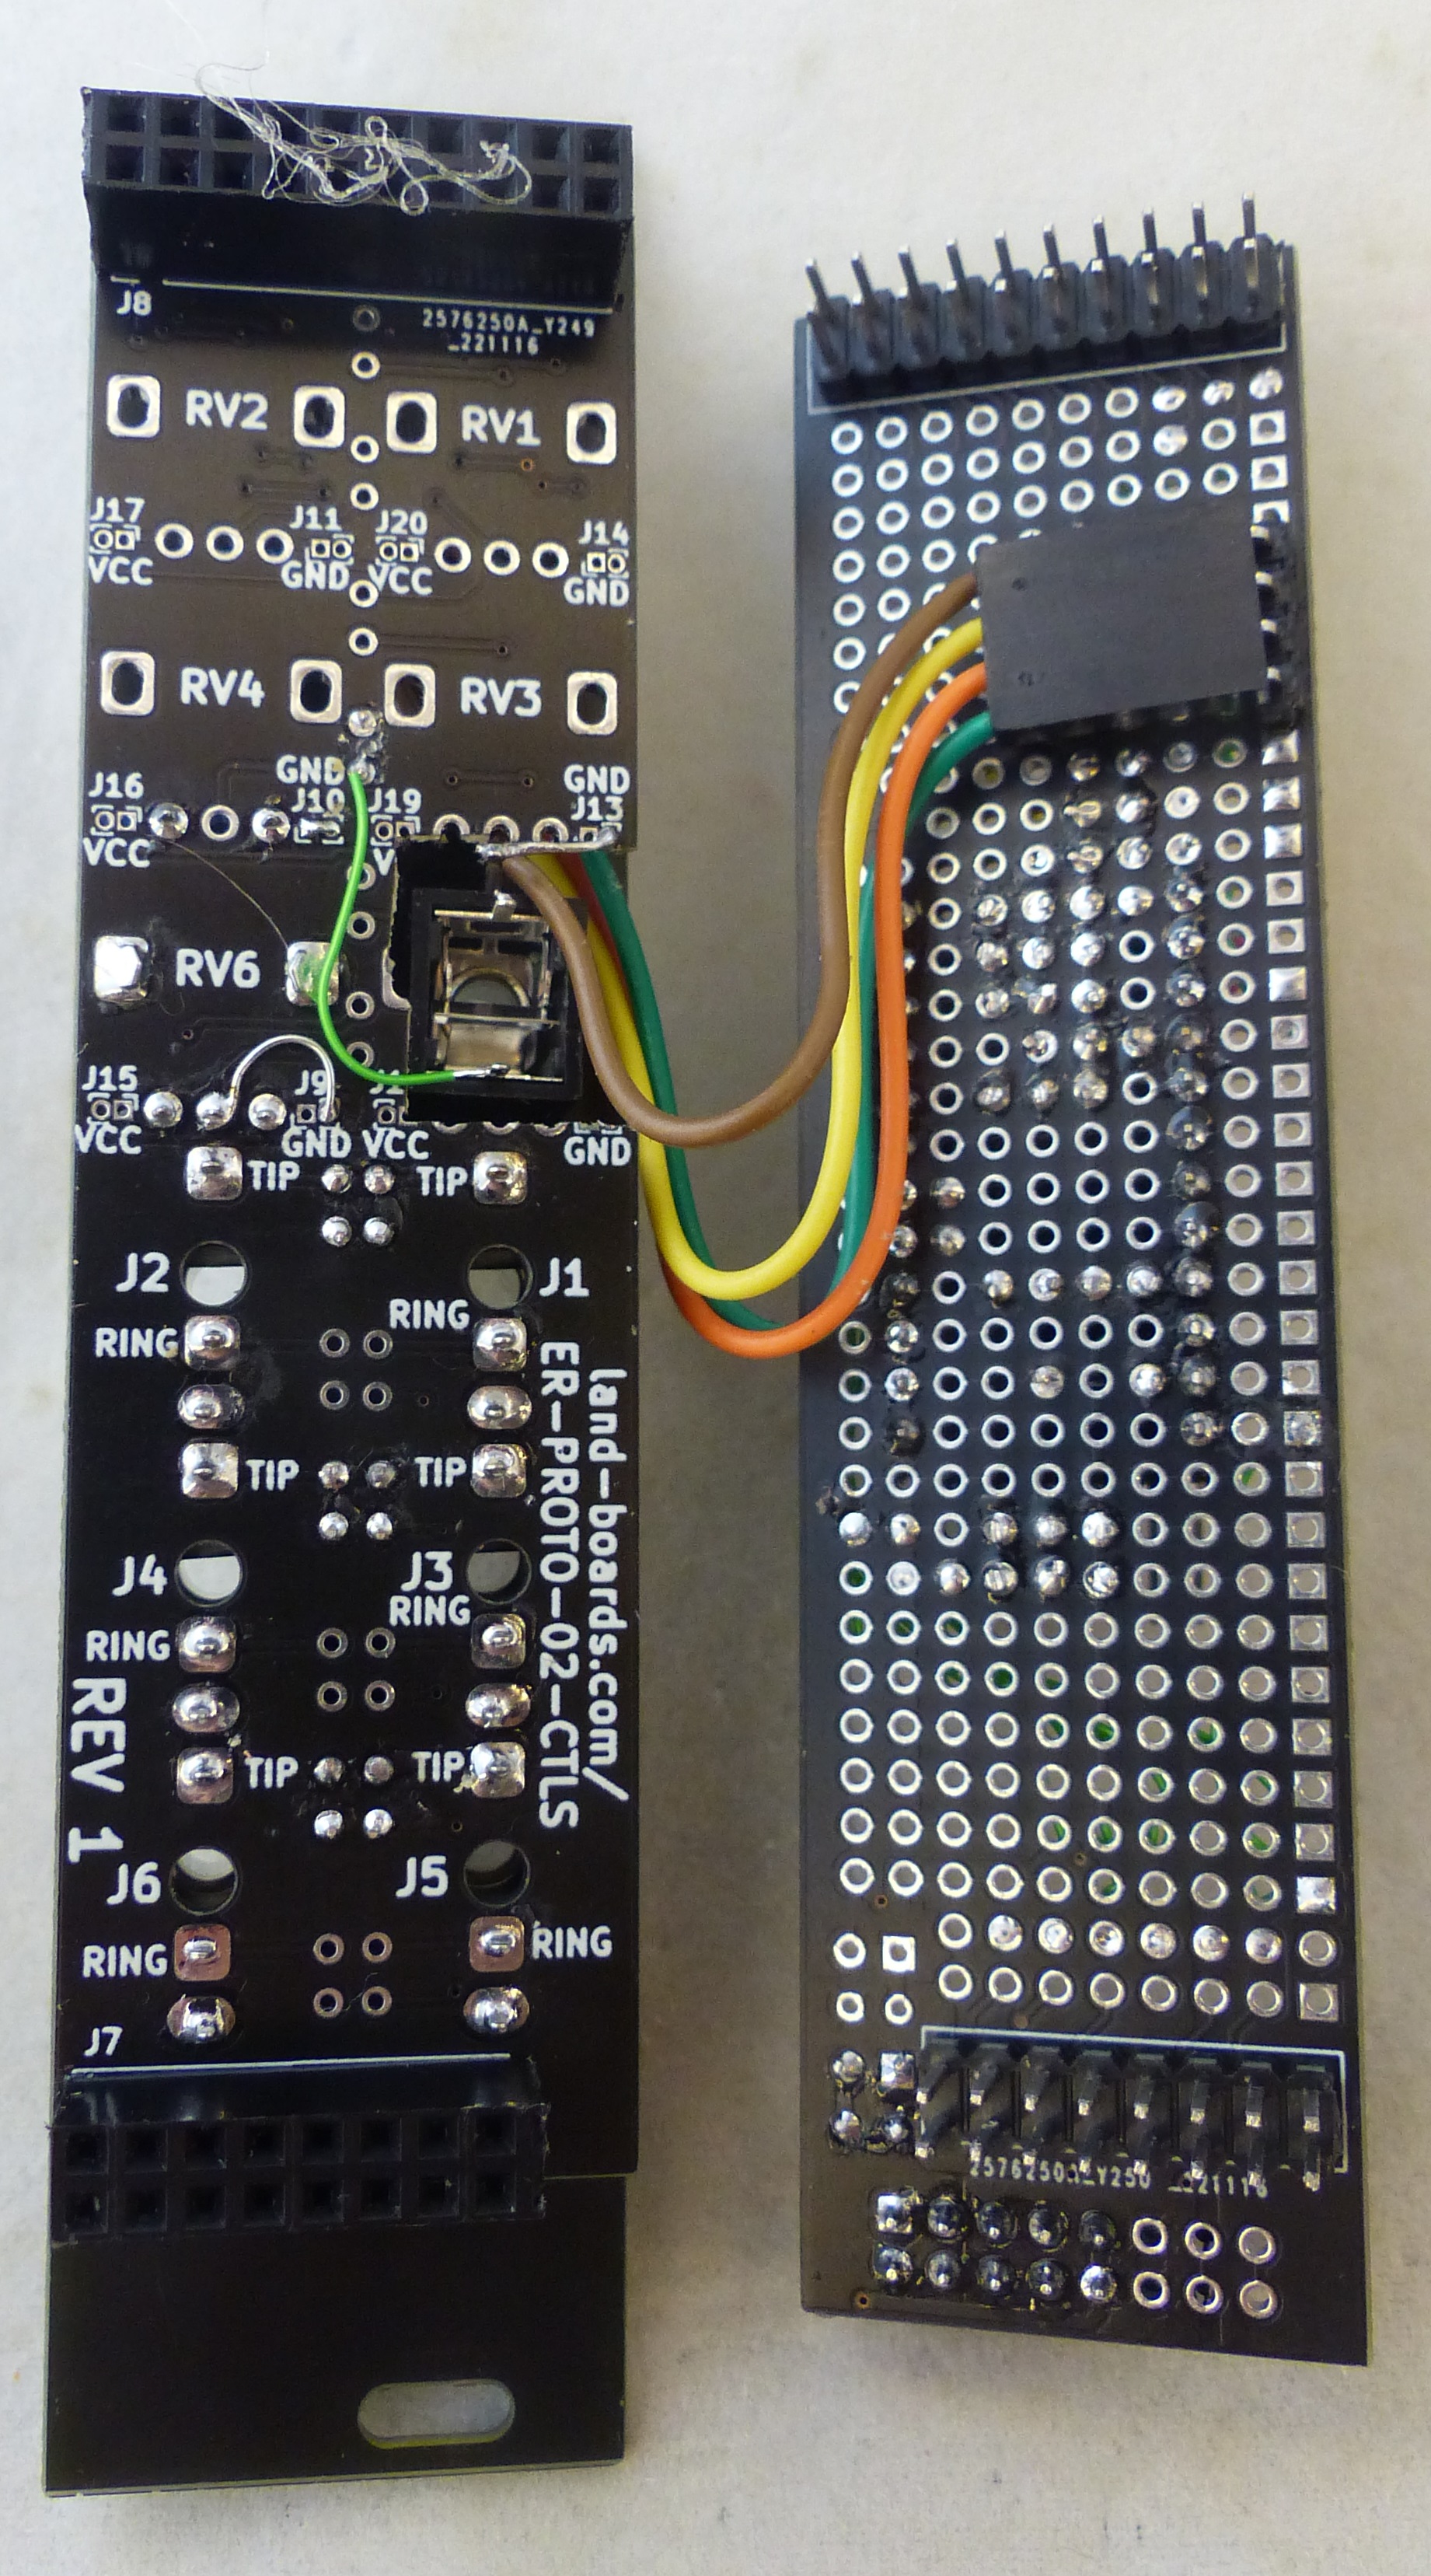 J8
2576250A_Y249
_221116
RV2
RV1
J17
J11
J20
J14
VCC
GND
VCC
GND
RV4
RV3
GND
GND
J16
J10
J19
J13
VCC
RV6
J15
J9
VCC
GND
VCC
GND
TIP
TIP
J2
J1
RING
RING
land-boards.com/
ER-PROTO-02-CTLS
TIP
TIP
J4
J3
RING
RING
REV 1
TIP
TIP
J6
J5
RING
RING
J7
2576250A_Y250
_221116